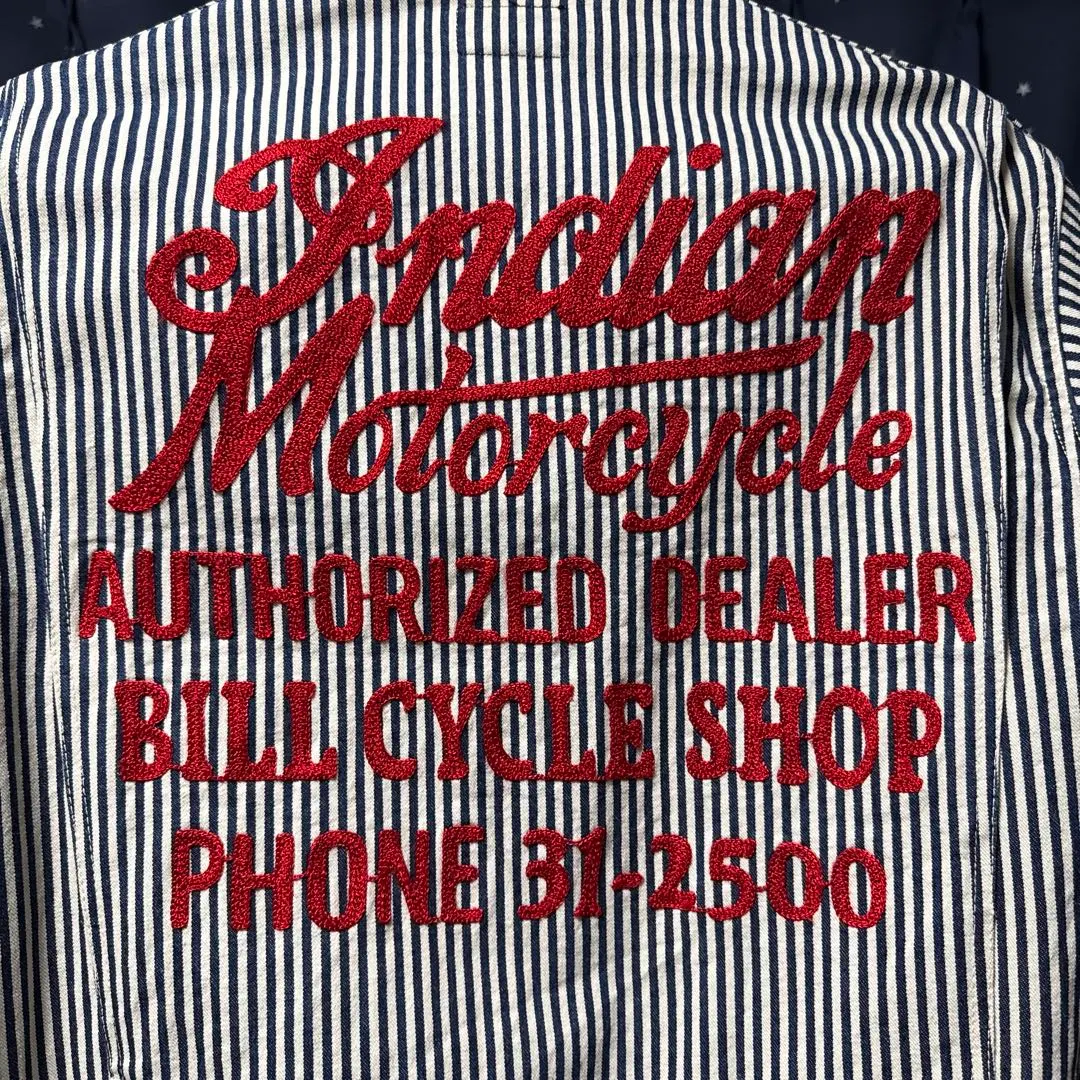 Indian
Motorcycle
AUTHORIZED DEALER
BILL CYCLE SHOP
PHONE 31-2500